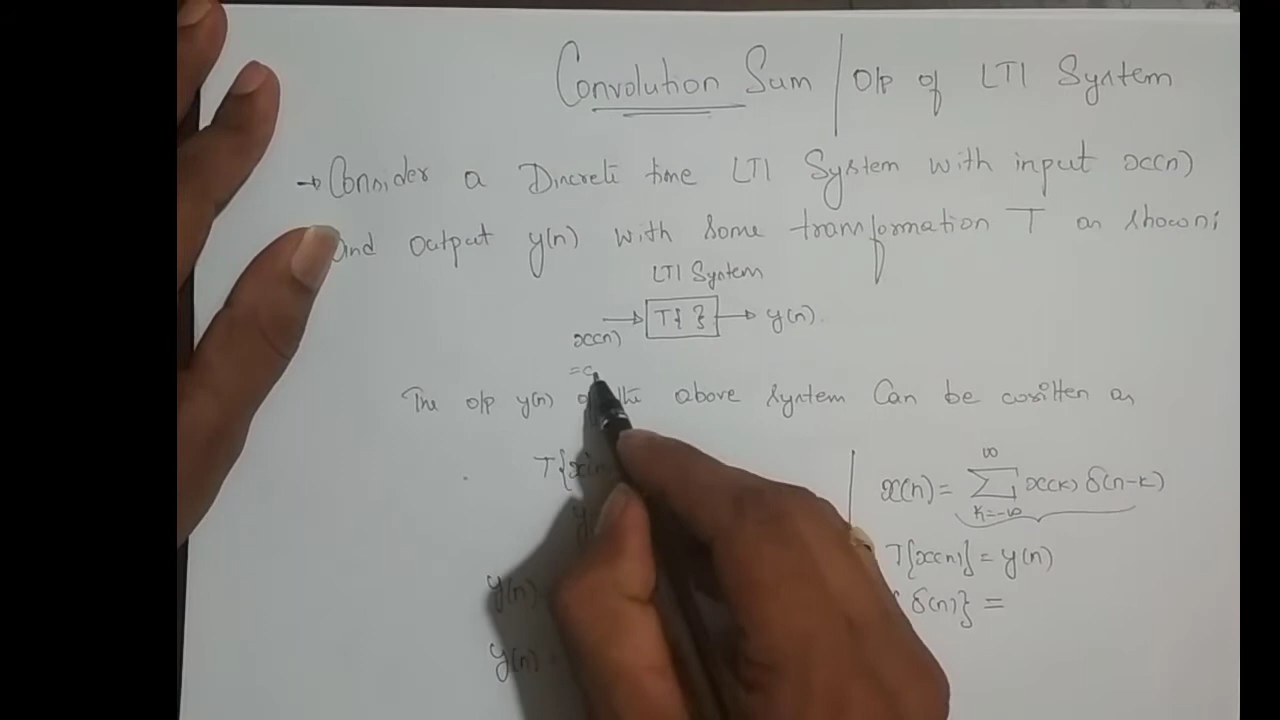 Convolution Sum | O/p of LTI System
→ Consider a Discrete time LTI System with input x(n)
and output y(n) with some transformation T as shown;
LTI System
x(n) → T{ } → y(n).
=
The o/p y(n) above system Can be written as
T{x
x(n) = ∞ Σ k=-∞ x(k) δ(n-k)
T{x(n)} = y(n)
y(n)
δ(n)} =
y(n) =